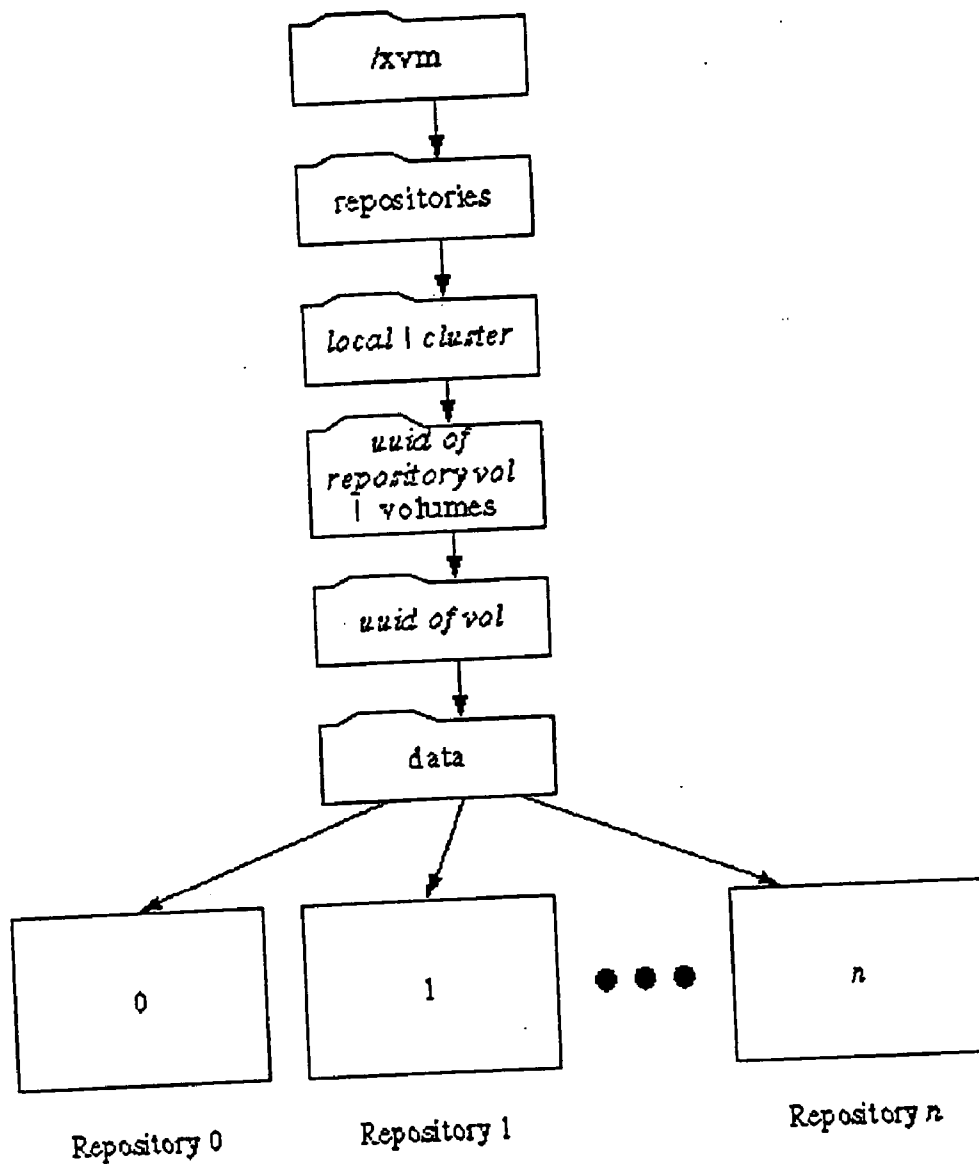 /xvm
repositories
local | cluster
uuid of
repository vol
| volumes
uuid of vol
data
0
1
n
Repository 0
Repository 1
Repository n